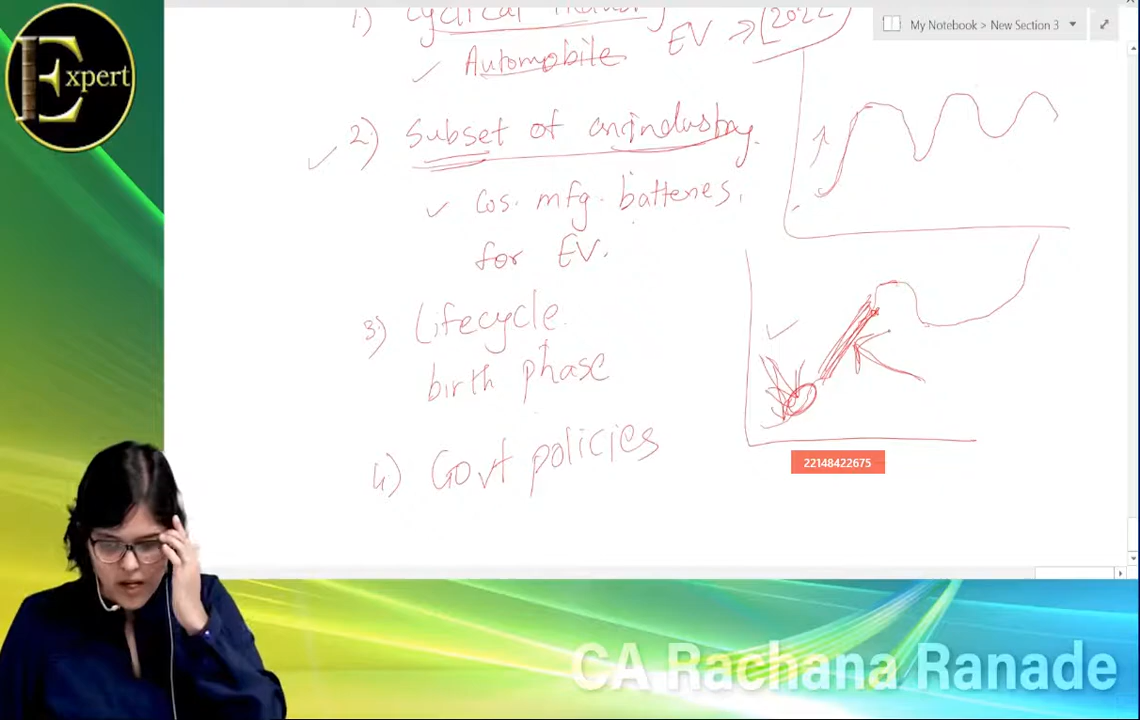 Expert
My Notebook > New Section 3
1.) Cyclical
EV → [2022
✓ Automobile
✓ 2.) Subset of an industry.
✓ Cos. mfg. batteries.
for EV.
3) Lifecycle
birth phase
4) Govt policies
22148422675
CA Rachana Ranade